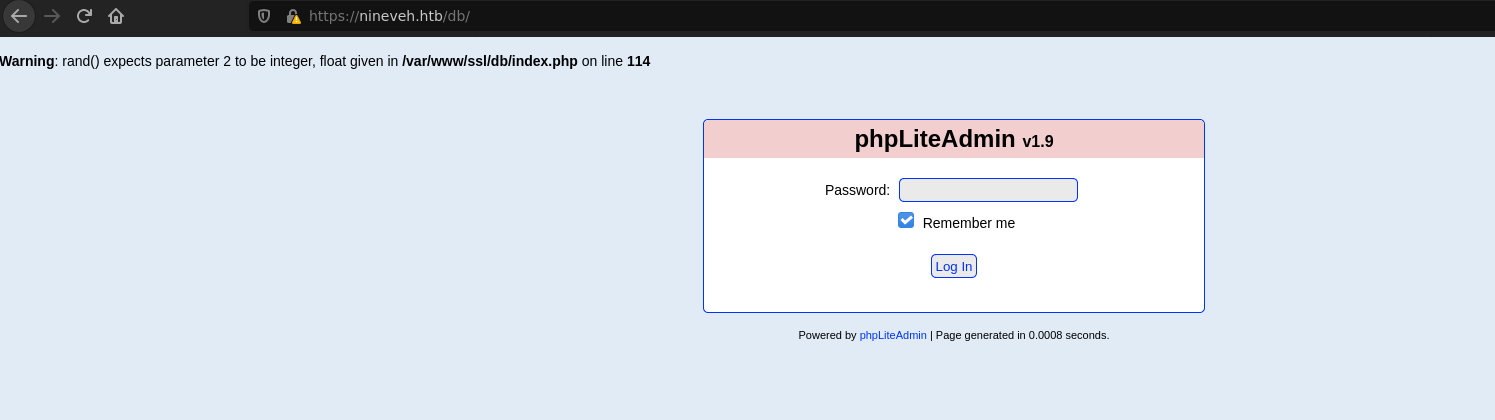 https://nineveh.htb/db/
Warning: rand() expects parameter 2 to be integer, float given in /var/www/ssl/db/index.php on line 114
phpLiteAdmin v1.9
Password:
Remember me
Log In
Powered by phpLiteAdmin | Page generated in 0.0008 seconds.